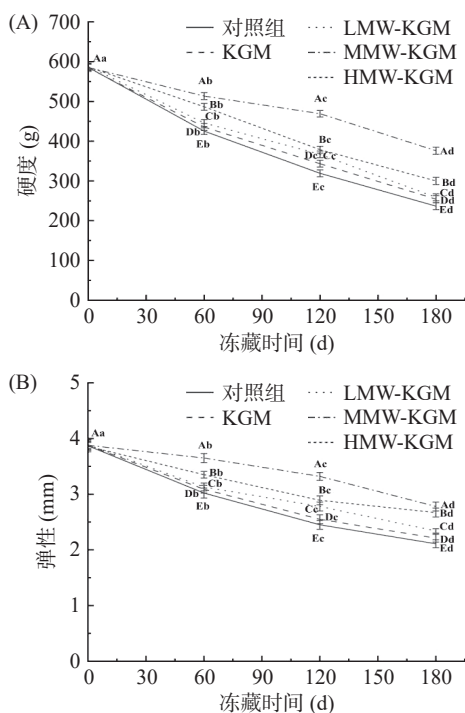 (A)
对照组 LMW-KGM
KGM MMW-KGM
HMW-KGM
700
600
500
400
300
200
100
0
硬度 (g)
Aa
Ab
Bb
Cb
Db
Eb
Ac
Bc
Dc Cc
Ec
Ad
Bd
Cd
Dd
Ed
0 30 60 90 120 150 180
冻藏时间 (d)
(B)
对照组 LMW-KGM
KGM MMW-KGM
HMW-KGM
5
4
3
2
1
0
弹性 (mm)
Aa
Ab
Bb
Cb
Db
Eb
Ac
Bc
Cc Dc
Ec
Ad
Bd
Cd
Dd
Ed
0 30 60 90 120 150 180
冻藏时间 (d)